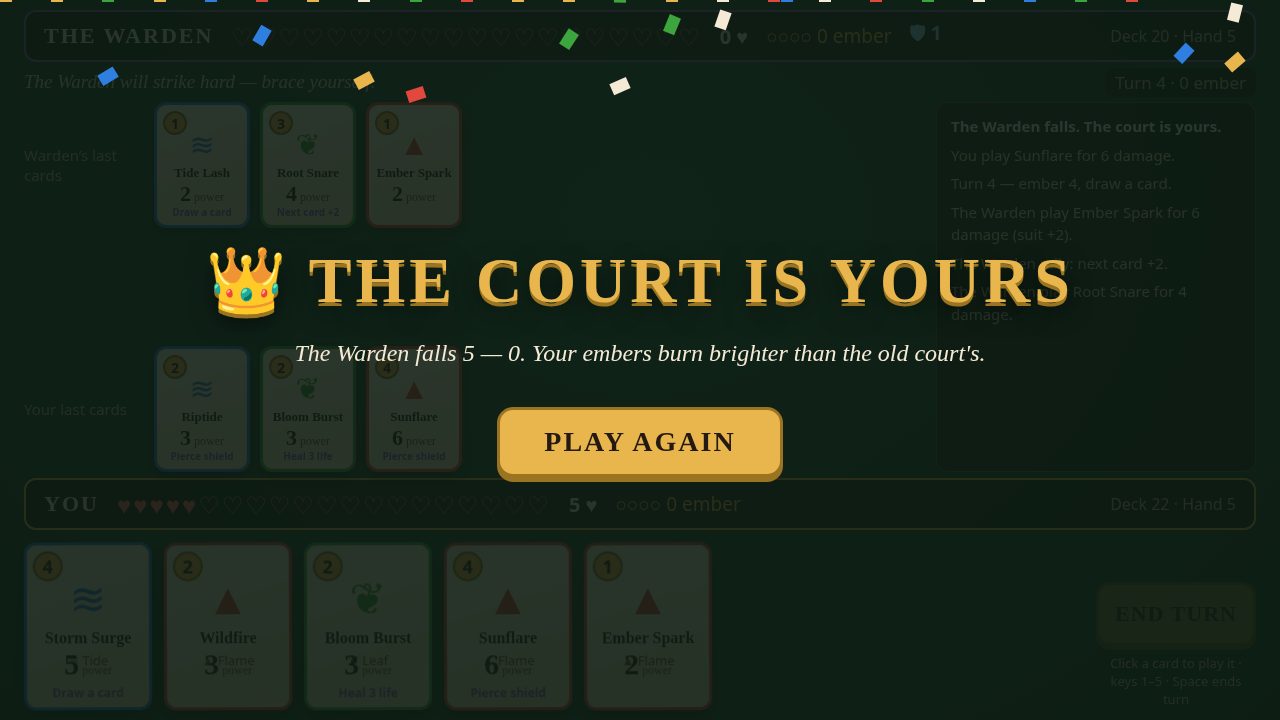 THE WARDEN 0 ♥ 0 ember 1 Deck 20 · Hand 5
The Warden will strike hard — brace yourself.
Turn 4 · 0 ember
Warden's last cards
1 Tide Lash 2 power Draw a card
3 Root Snare 4 power Next card +2
1 Ember Spark 2 power
The Warden falls. The court is yours.
You play Sunflare for 6 damage.
Turn 4 — ember 4, draw a card.
The Warden play Ember Spark for 6
damage (suit +2).
next card +2.
Root Snare for 4
damage.
👑 THE COURT IS YOURS
The Warden falls 5 — 0. Your embers burn brighter than the old court's.
PLAY AGAIN
Your last cards
2 Riptide 3 power Pierce shield
2 Bloom Burst 3 power Heal 3 life
4 Sunflare 6 power Pierce shield
YOU 5 ♥ 0 ember Deck 22 · Hand 5
4 Storm Surge 5 Tide power Draw a card
2 Wildfire 3 Flame power
2 Bloom Burst 3 Leaf power Heal 3 life
4 Sunflare 6 Flame power Pierce shield
1 Ember Spark 2 Flame power
END TURN
Click a card to play it ·
keys 1–5 · Space ends
turn